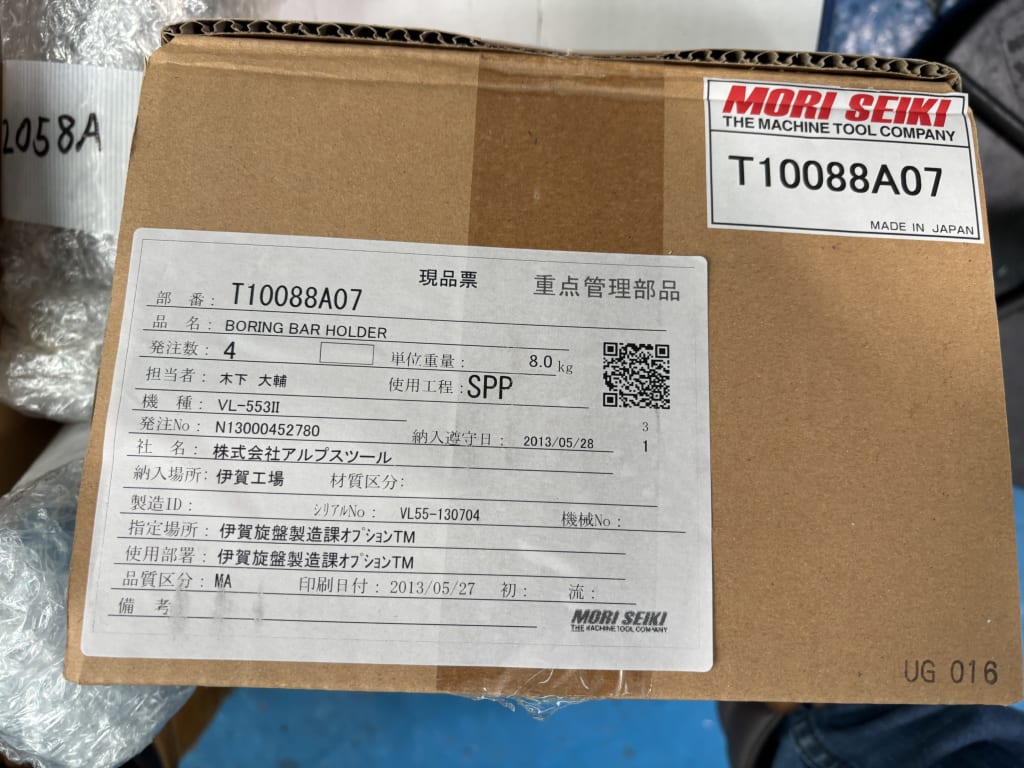 2058A
MORI SEIKI
THE MACHINE TOOL COMPANY
T10088A07
MADE IN JAPAN
現品票 重点管理部品
部 番: T10088A07
品 名: BORING BAR HOLDER
発注数: 4 単位重量: 8.0 kg
担当者: 木下 大輔 使用工程:SPP
機 種: VL-553II
3
発注No: N13000452780 納入遵守日: 2013/05/28 1
社 名: 株式会社アルプスツール
納入場所: 伊賀工場 材質区分:
製造ID: シリアルNo: VL55-130704 機械No:
指定場所: 伊賀旋盤製造課オプションTM
使用部署: 伊賀旋盤製造課オプションTM
品質区分: MA 印刷日付: 2013/05/27 初: 流:
備 考
MORI SEIKI
THE MACHINE TOOL COMPANY
UG 016